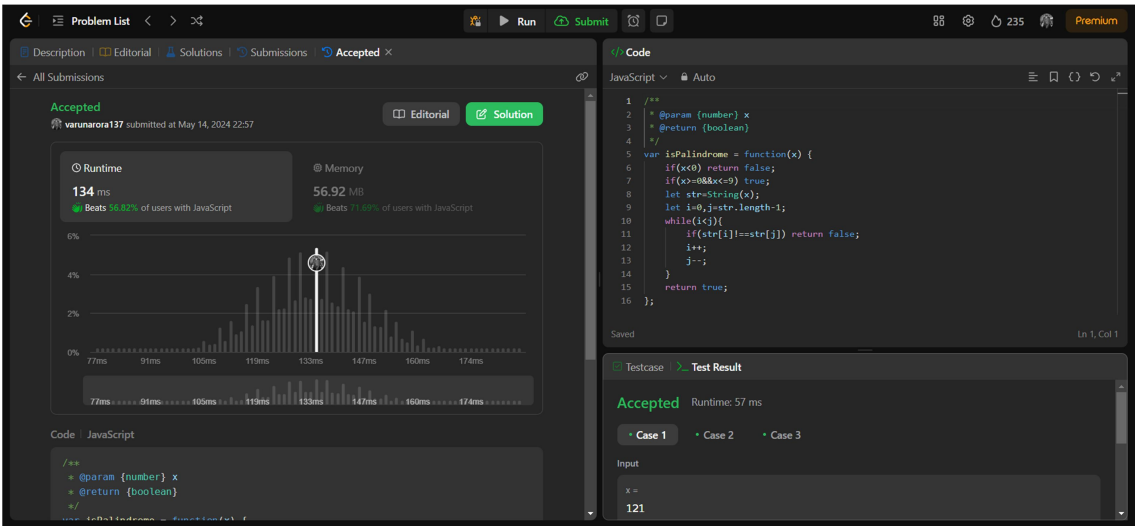 Problem List
Run
Submit
235
Premium
Description
Editorial
Solutions
Submissions
Accepted
All Submissions
Accepted
varunarora137 submitted at May 14, 2024 22:57
Editorial
Solution
Runtime
134 ms
Beats 56.82% of users with JavaScript
Memory
56.92 MB
Beats 71.69% of users with JavaScript
6%
4%
2%
0%
77ms 91ms 105ms 119ms 133ms 147ms 160ms 174ms
77ms 91ms 105ms 119ms 133ms 147ms 160ms 174ms
Code | JavaScript
/**
* @param {number} x
* @return {boolean}
*/
var isPalindrome = function(x) {
</> Code
JavaScript
Auto
1 /**
2 * @param {number} x
3 * @return {boolean}
4 */
5 var isPalindrome = function(x) {
6 if(x<0) return false;
7 if(x>=0&&x<=9) true;
8 let str=String(x);
9 let i=0,j=str.length-1;
10 while(i<j){
11 if(str[i]!==str[j]) return false;
12 i++;
13 j--;
14 }
15 return true;
16 };
Saved
Ln 1, Col 1
Testcase
>_ Test Result
Accepted Runtime: 57 ms
• Case 1 • Case 2 • Case 3
Input
x =
121